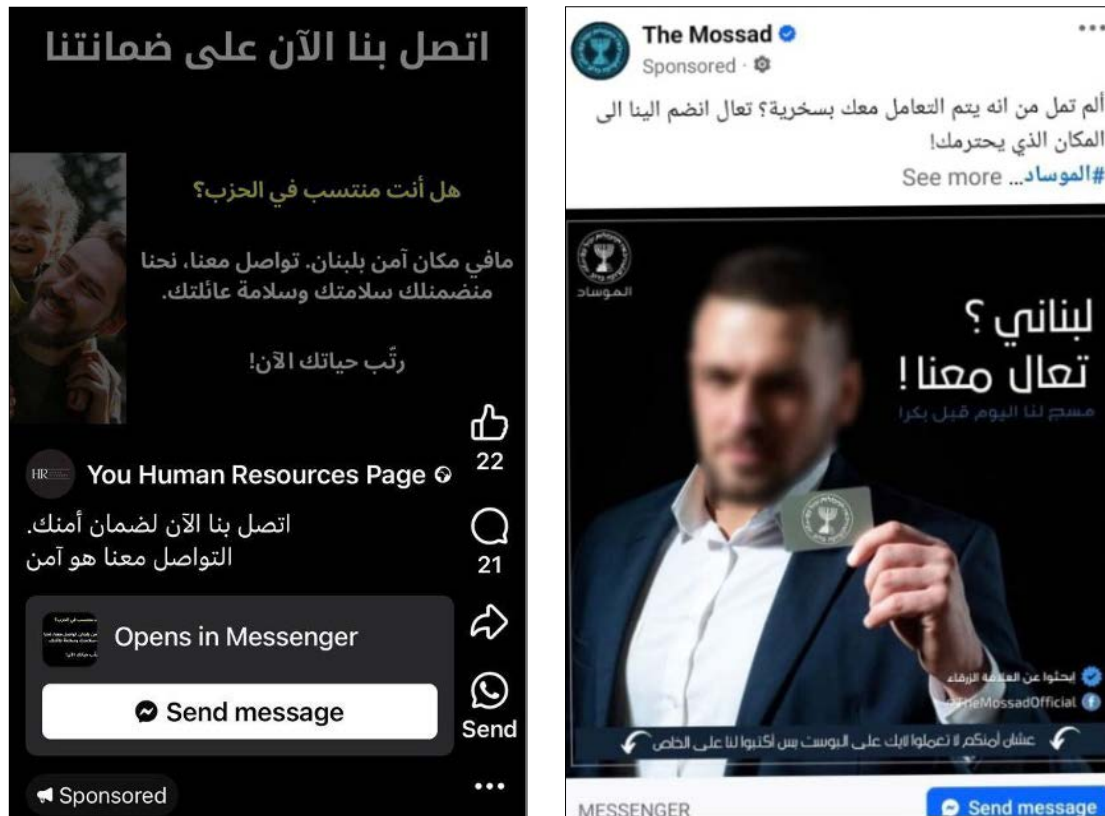 اتصل بنا الآن على ضمانتنا
هل أنت منتسب في الحزب؟
مافي مكان آمن بلبنان. تواصل معنا، نحنا
منضمنلك سلامتك وسلامة عائلتك.
رتّب حياتك الآن!
22
HR
You Human Resources Page
21
اتصل بنا الآن لضمان أمنك.
التواصل معنا هو آمن
Opens in Messenger
Send message
Send
Sponsored
The Mossad
Sponsored
ألم تمل من انه يتم التعامل معك بسخرية؟ تعال انضم الينا الى
المكان الذي يحترمك!
#الموساد... See more
الموساد
لبناني ؟
تعال معنا !
مسج لنا اليوم قبل بكرا
إبحثوا عن العلامة الزرقاء
TheMossadOfficial
عشان أمنكم لا تعملوا لايك على البوست بس أكتبوا لنا على الخاص
MESSENGER
Send message